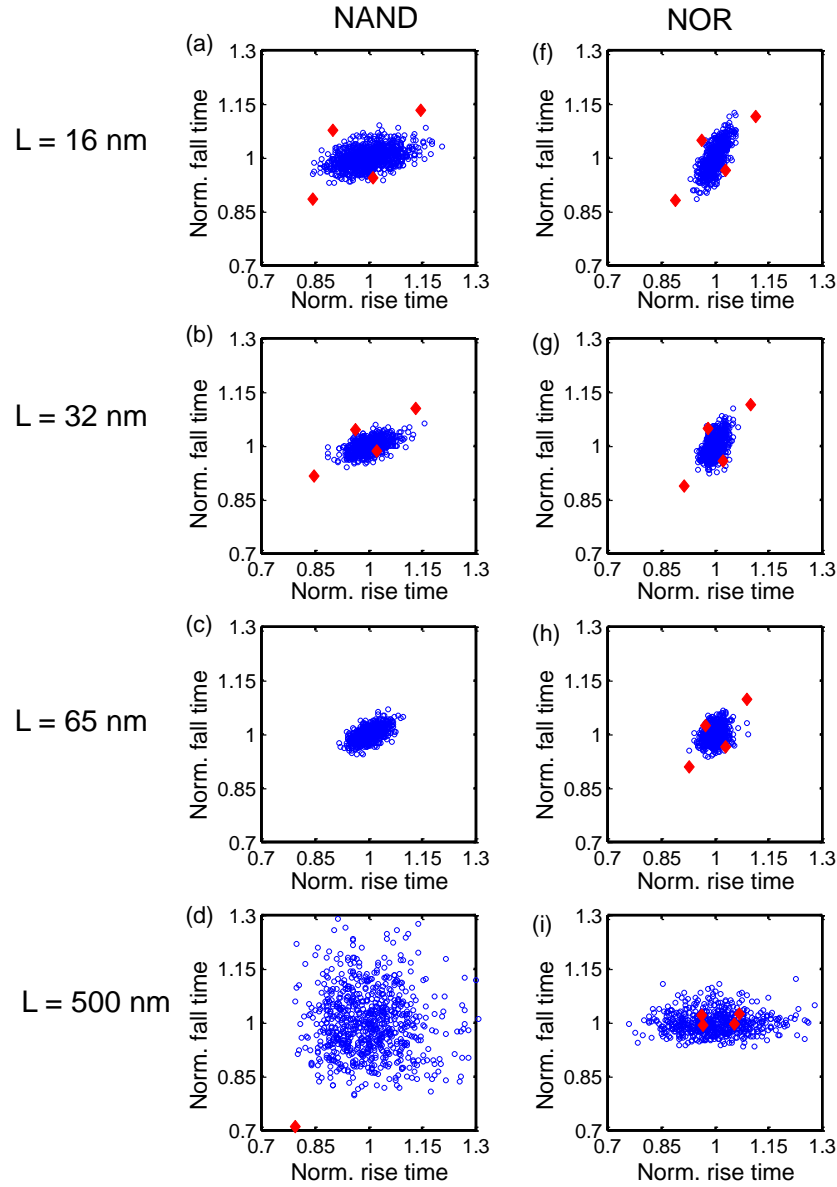 NAND
NOR
L = 16 nm
(a)
1.3
1.15
1
0.85
0.7
Norm. fall time
0.7 0.85 1 1.15 1.3
Norm. rise time
(f)
1.3
1.15
1
0.85
0.7
Norm. fall time
0.7 0.85 1 1.15 1.3
Norm. rise time
L = 32 nm
(b)
1.3
1.15
1
0.85
0.7
Norm. fall time
0.7 0.85 1 1.15 1.3
Norm. rise time
(g)
1.3
1.15
1
0.85
0.7
Norm. fall time
0.7 0.85 1 1.15 1.3
Norm. rise time
L = 65 nm
(c)
1.3
1.15
1
0.85
0.7
Norm. fall time
0.7 0.85 1 1.15 1.3
Norm. rise time
(h)
1.3
1.15
1
0.85
0.7
Norm. fall time
0.7 0.85 1 1.15 1.3
Norm. rise time
L = 500 nm
(d)
1.3
1.15
1
0.85
0.7
Norm. fall time
0.7 0.85 1 1.15 1.3
Norm. rise time
(i)
1.3
1.15
1
0.85
0.7
Norm. fall time
0.7 0.85 1 1.15 1.3
Norm. rise time